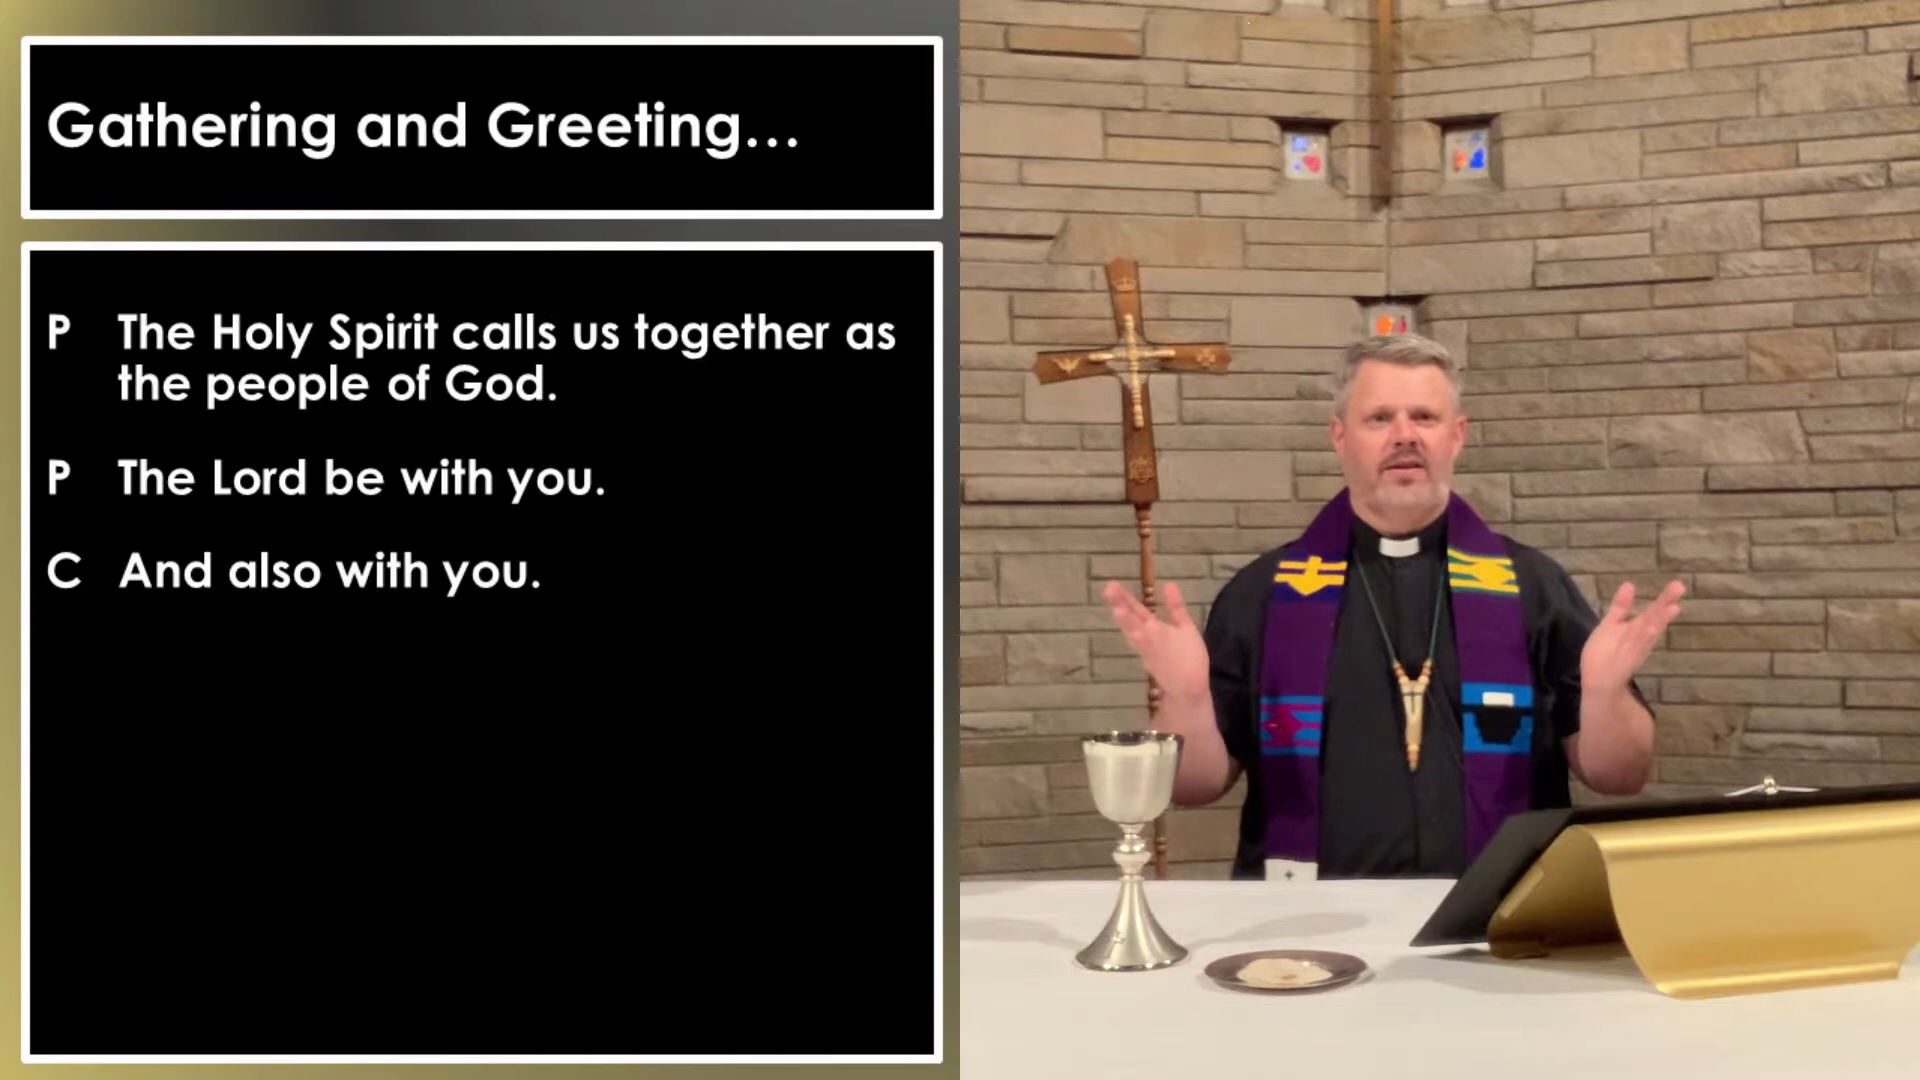 Gathering and Greeting…
P The Holy Spirit calls us together as
the people of God.
P The Lord be with you.
C And also with you.